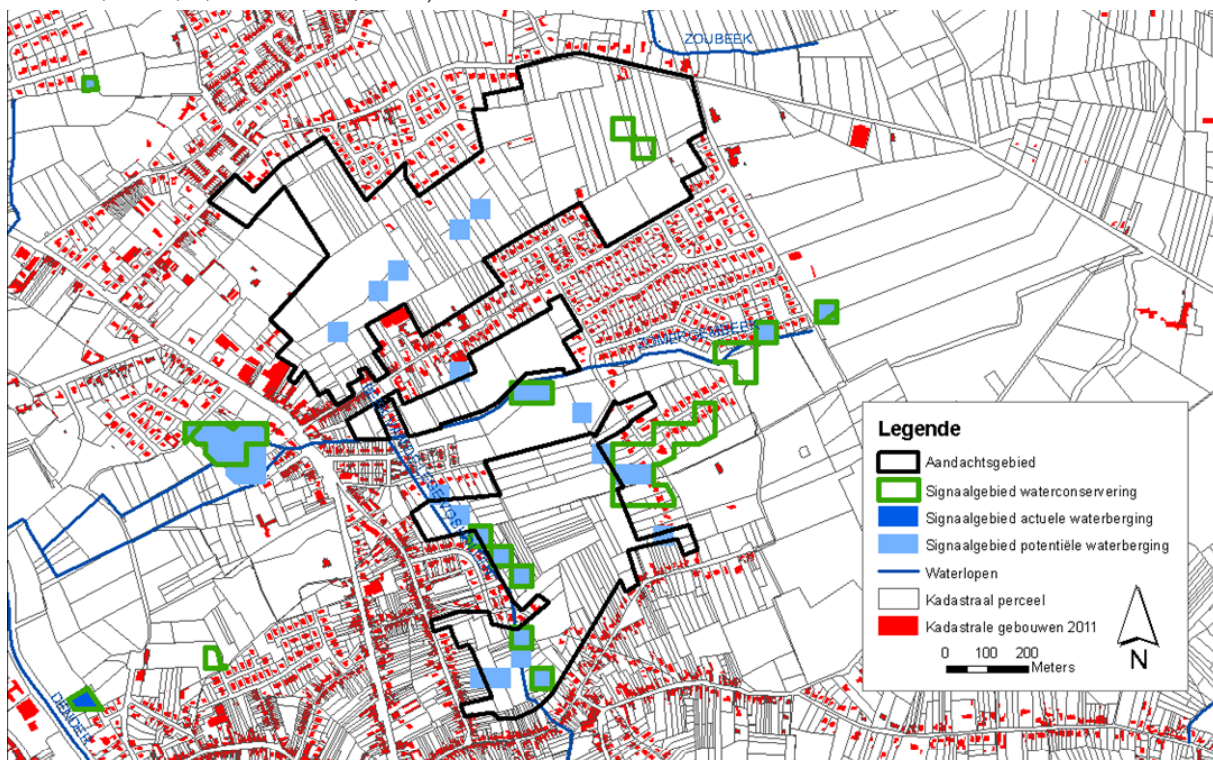 ZOUBEEK
Legende
Aandachtsgebied
Signaalgebied waterconservering
Signaalgebied actuele waterberging
Signaalgebied potentiële waterberging
Waterlopen
Kadastraal perceel
Kadastrale gebouwen 2011
0 100 200
Meters
N
DENDER